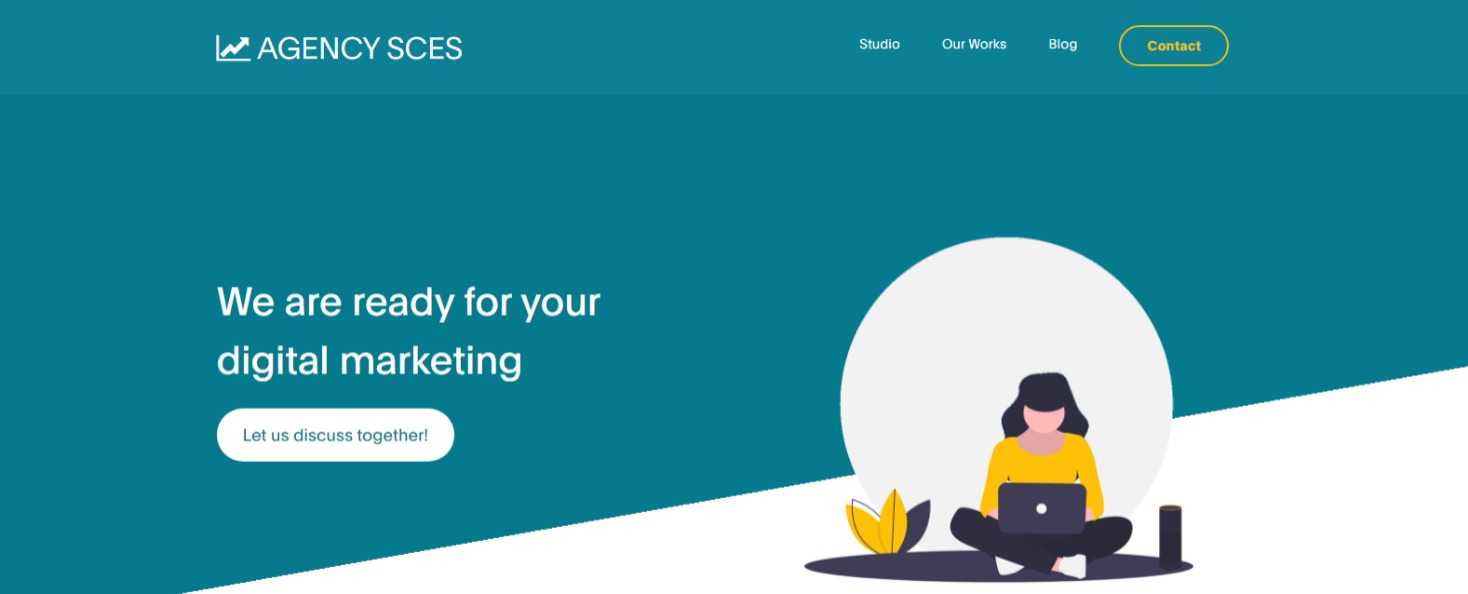 AGENCY SCES
Studio
Our Works
Blog
Contact
We are ready for your
digital marketing
Let us discuss together!